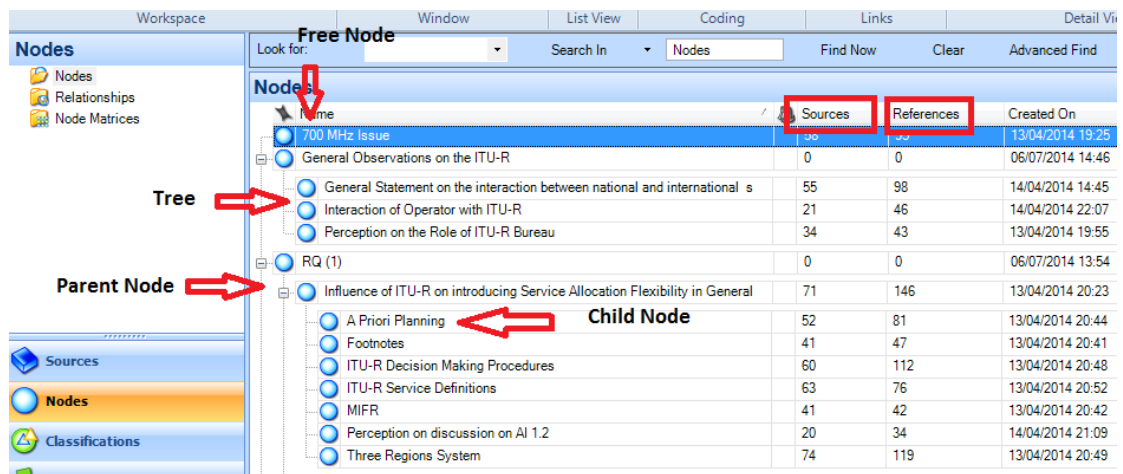 Workspace Window List View Coding Links Detail Vi
Free Node
Nodes Look for: Search In Nodes Find Now Clear Advanced Find
Nodes
Relationships
Node Matrices
Nodes
Name Sources References Created On
700 MHz Issue 58 13/04/2014 19:25
General Observations on the ITU-R 0 0 06/07/2014 14:46
Tree
General Statement on the interaction between national and international s 55 98 14/04/2014 14:45
Interaction of Operator with ITU-R 21 46 14/04/2014 22:07
Perception on the Role of ITU-R Bureau 34 43 13/04/2014 19:55
RQ (1) 0 0 06/07/2014 13:54
Parent Node
Influence of ITU-R on introducing Service Allocation Flexibility in General 71 146 13/04/2014 20:23
A Priori Planning Child Node 52 81 13/04/2014 20:44
Footnotes 41 47 13/04/2014 20:41
ITU-R Decision Making Procedures 60 112 13/04/2014 20:48
ITU-R Service Definitions 63 76 13/04/2014 20:52
MIFR 41 42 13/04/2014 20:42
Perception on discussion on AI 1.2 20 34 14/04/2014 21:09
Three Regions System 74 119 13/04/2014 20:49
Sources
Nodes
Classifications